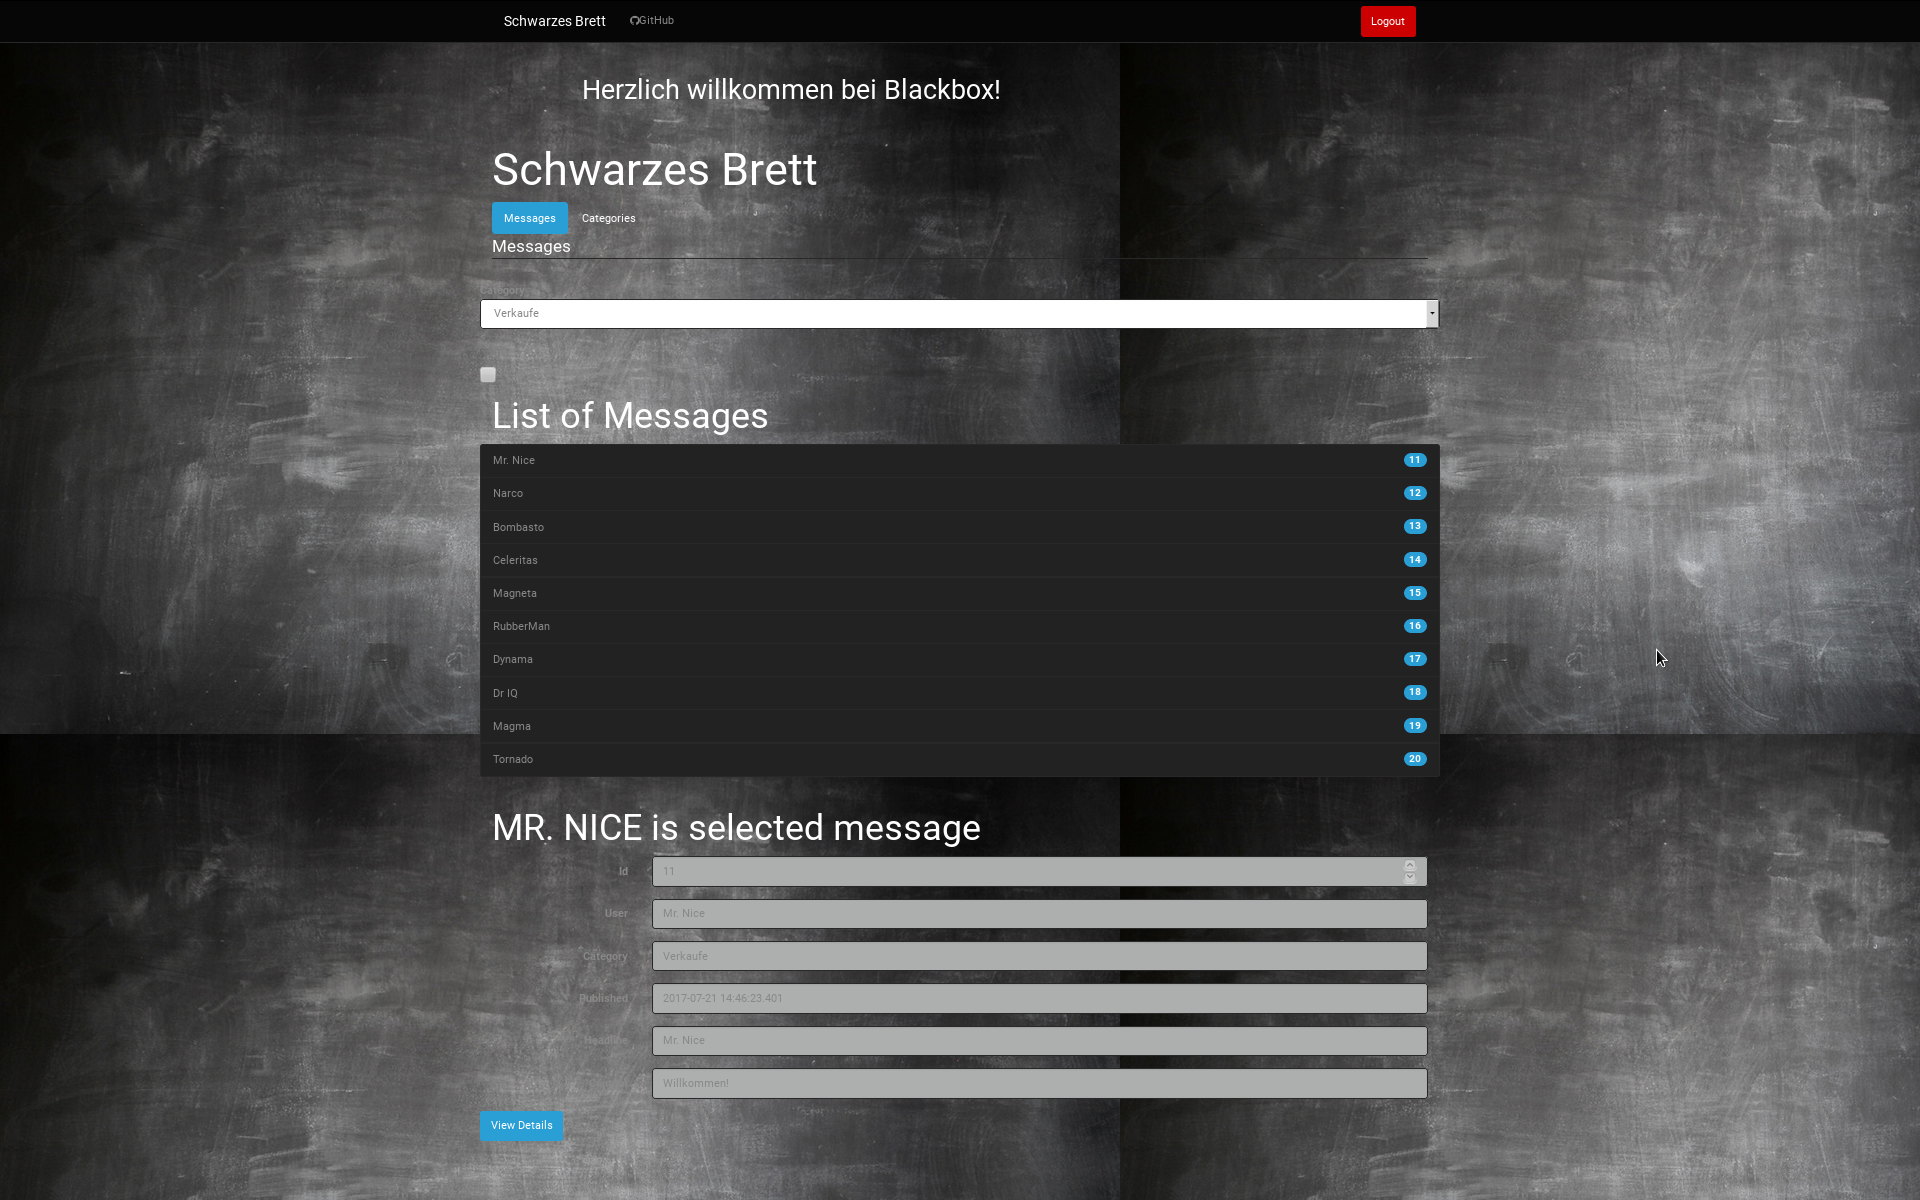 Schwarzes Brett GitHub Logout
Herzlich willkommen bei Blackbox!
Schwarzes Brett
Messages Categories
Messages
Category
Verkaufe
List of Messages
Mr. Nice 11
Narco 12
Bombasto 13
Celeritas 14
Magneta 15
RubberMan 16
Dynama 17
Dr IQ 18
Magma 19
Tornado 20
MR. NICE is selected message
Id 11
User Mr. Nice
Category Verkaufe
Published 2017-07-21 14:46:23.401
Headline Mr. Nice
Willkommen!
View Details